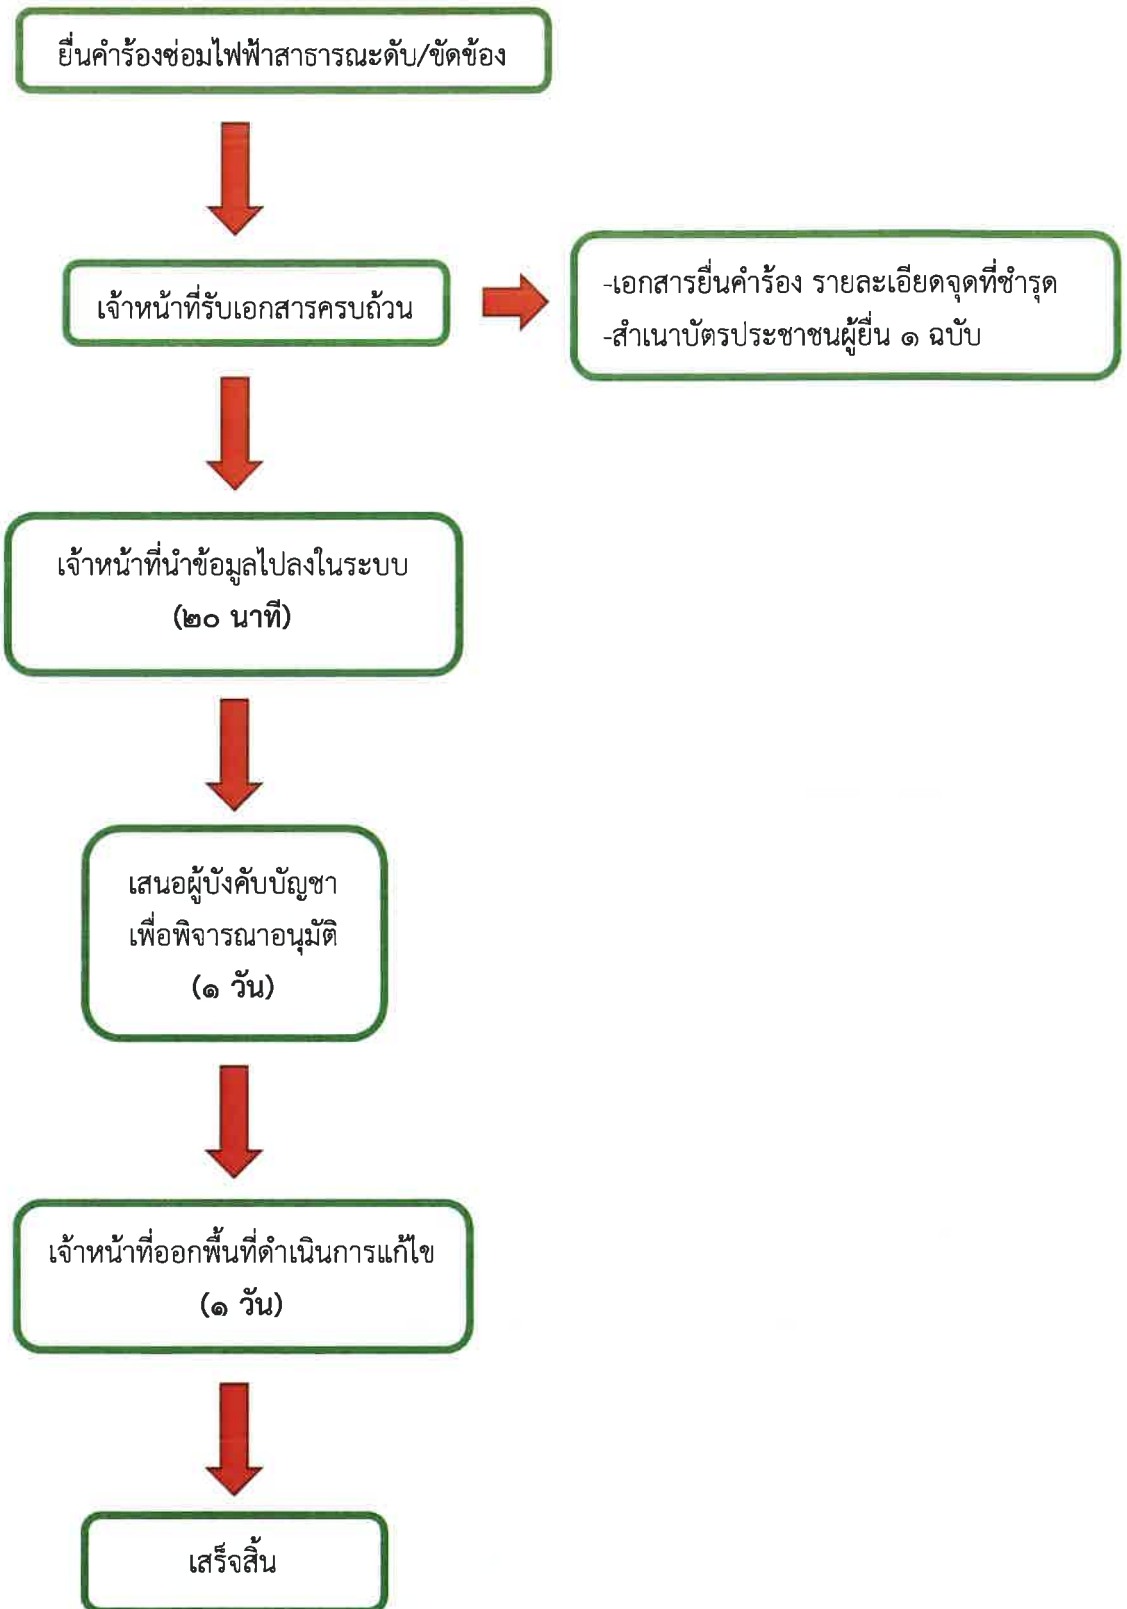 ยื่นคำร้องซ่อมไฟฟ้าสาธารณะดับ/ขัดข้อง
เจ้าหน้าที่รับเอกสารครบถ้วน
-เอกสารยื่นคำร้อง รายละเอียดจุดที่ชำรุด
-สำเนาบัตรประชาชนผู้ยื่น ๑ ฉบับ
เจ้าหน้าที่นำข้อมูลไปลงในระบบ
(๒๐ นาที)
เสนอผู้บังคับบัญชา
เพื่อพิจารณาอนุมัติ
(๑ วัน)
เจ้าหน้าที่ออกพื้นที่ดำเนินการแก้ไข
(๑ วัน)
เสร็จสิ้น